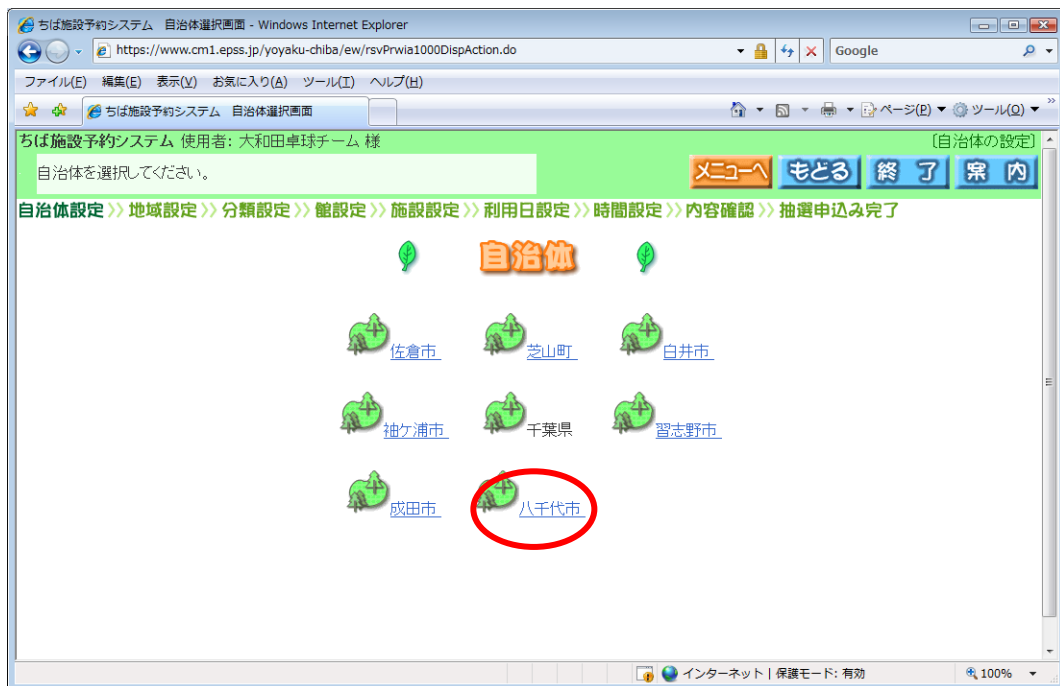 ちば施設予約システム　自治体選択画面 - Windows Internet Explorer
https://www.cm1.epss.jp/yoyaku-chiba/ew/rsvPrwia1000DispAction.do
Google
ファイル(F) 編集(E) 表示(V) お気に入り(A) ツール(T) ヘルプ(H)
ちば施設予約システム　自治体選択画面
ページ(P) ツール(O)
ちば施設予約システム 使用者: 大和田卓球チーム 様 〔自治体の設定〕
自治体を選択してください。
メニューへ もどる 終了 案内
自治体設定>>地域設定>>分類設定>>館設定>>施設設定>>利用日設定>>時間設定>>内容確認>>抽選申込み完了
自治体
佐倉市 芝山町 白井市
袖ケ浦市 千葉県 習志野市
成田市 八千代市
インターネット | 保護モード: 有効 100%